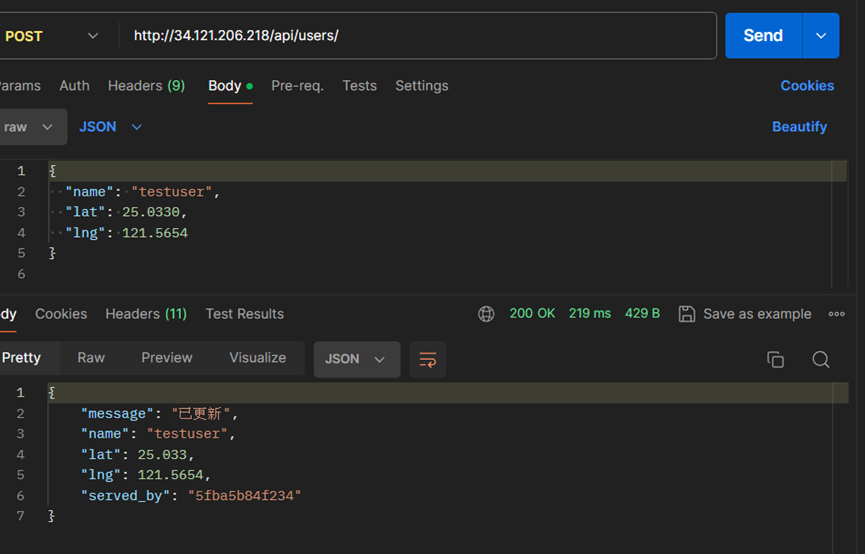 POST http://34.121.206.218/api/users/ Send
arams Auth Headers (9) Body Pre-req. Tests Settings Cookies
raw JSON Beautify
1 {
2 "name": "testuser",
3 "lat": 25.0330,
4 "lng": 121.5654
5 }
6
dy Cookies Headers (11) Test Results 200 OK 219 ms 429 B Save as example
Pretty Raw Preview Visualize JSON
1 {
2 "message": "已更新",
3 "name": "testuser",
4 "lat": 25.033,
5 "lng": 121.5654,
6 "served_by": "5fba5b84f234"
7 }